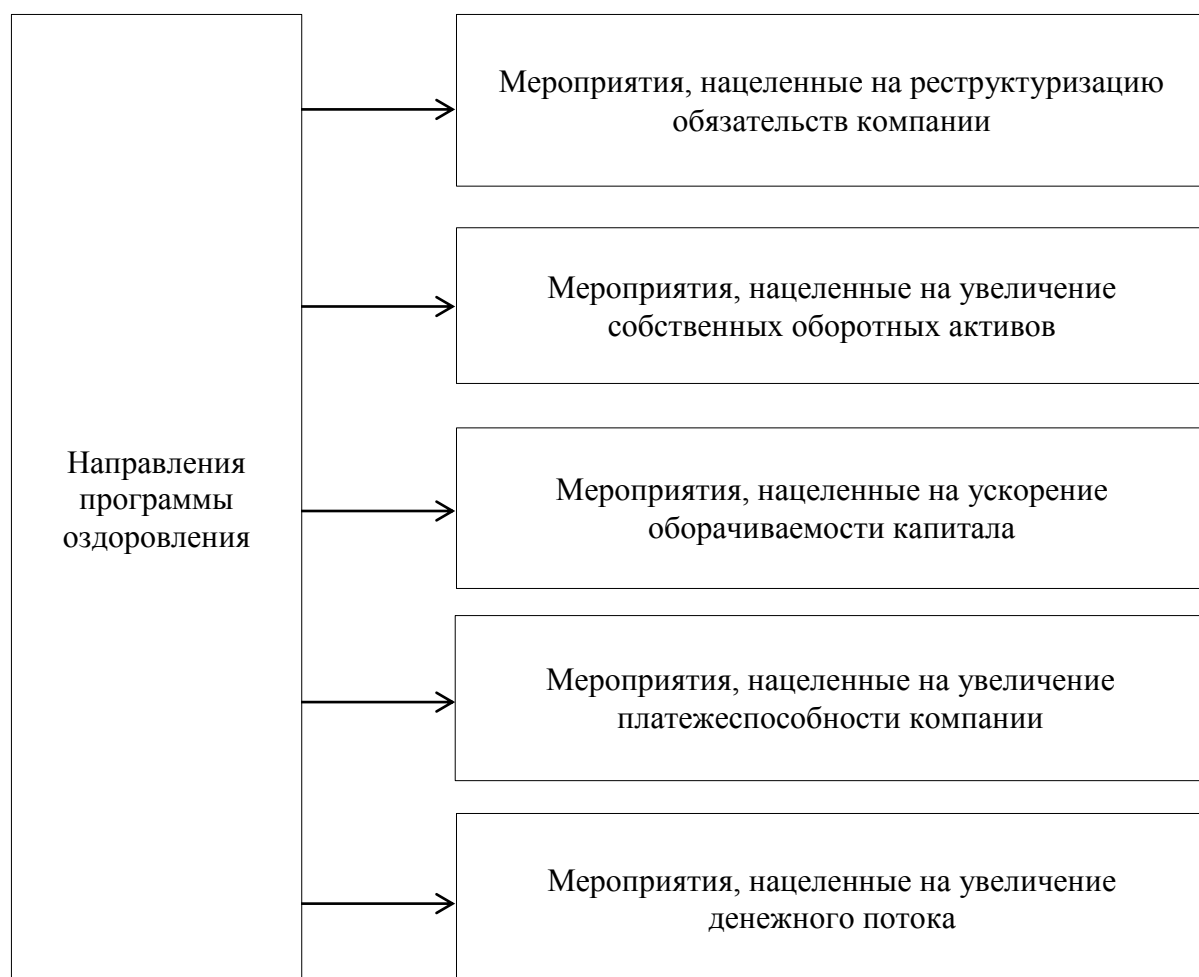 Направления
программы
оздоровления
Мероприятия, нацеленные на реструктуризацию
обязательств компании
Мероприятия, нацеленные на увеличение
собственных оборотных активов
Мероприятия, нацеленные на ускорение
оборачиваемости капитала
Мероприятия, нацеленные на увеличение
платежеспособности компании
Мероприятия, нацеленные на увеличение
денежного потока